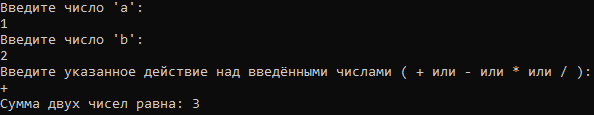 Введите число 'a':
1
Введите число 'b':
2
Введите указанное действие над введёнными числами ( + или - или * или / ):
+
Сумма двух чисел равна: 3